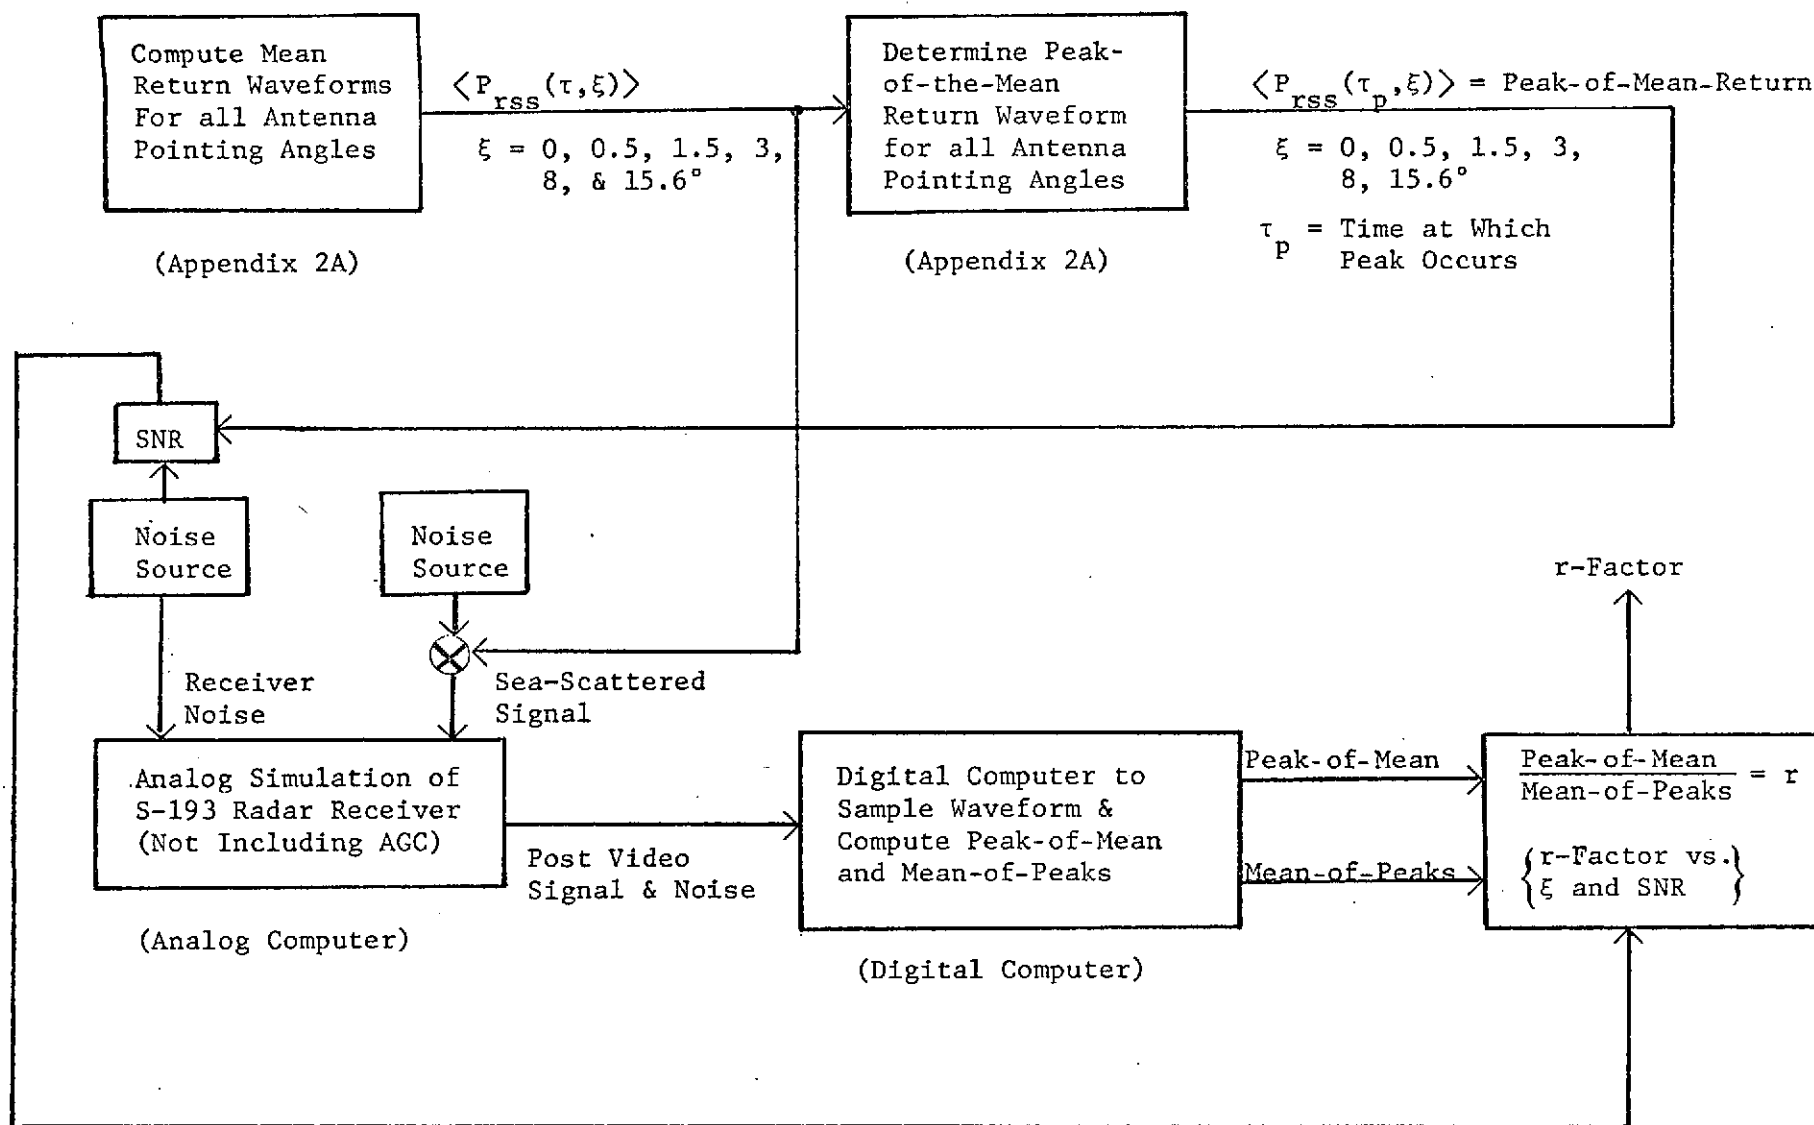 Compute Mean
Return Waveforms
For all Antenna
Pointing Angles
(Appendix 2A)
⟨P_rss(τ,ξ)⟩
ξ = 0, 0.5, 1.5, 3,
8, & 15.6°
Determine Peak-
of-the-Mean
Return Waveform
for all Antenna
Pointing Angles
(Appendix 2A)
⟨P_rss(τ_p,ξ)⟩ = Peak-of-Mean-Return
ξ = 0, 0.5, 1.5, 3,
8, 15.6°
τ_p = Time at Which
Peak Occurs
SNR
Noise
Source
Noise
Source
Receiver
Noise
Sea-Scattered
Signal
Analog Simulation of
S-193 Radar Receiver
(Not Including AGC)
(Analog Computer)
Post Video
Signal & Noise
Digital Computer to
Sample Waveform &
Compute Peak-of-Mean
and Mean-of-Peaks
(Digital Computer)
Peak-of-Mean
Mean-of-Peaks
r-Factor
Peak-of-Mean
Mean-of-Peaks = r
{r-Factor vs.
ξ and SNR}